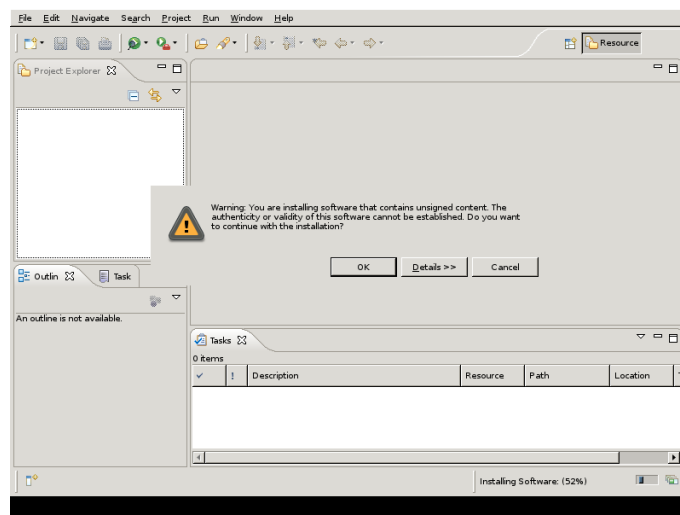 File Edit Navigate Search Project Run Window Help
Resource
Project Explorer
Warning: You are installing software that contains unsigned content. The
authenticity or validity of this software cannot be established. Do you want
to continue with the installation?
OK Details >> Cancel
Outlin Task
An outline is not available.
Tasks
0 items
! Description Resource Path Location
Installing Software: (52%)